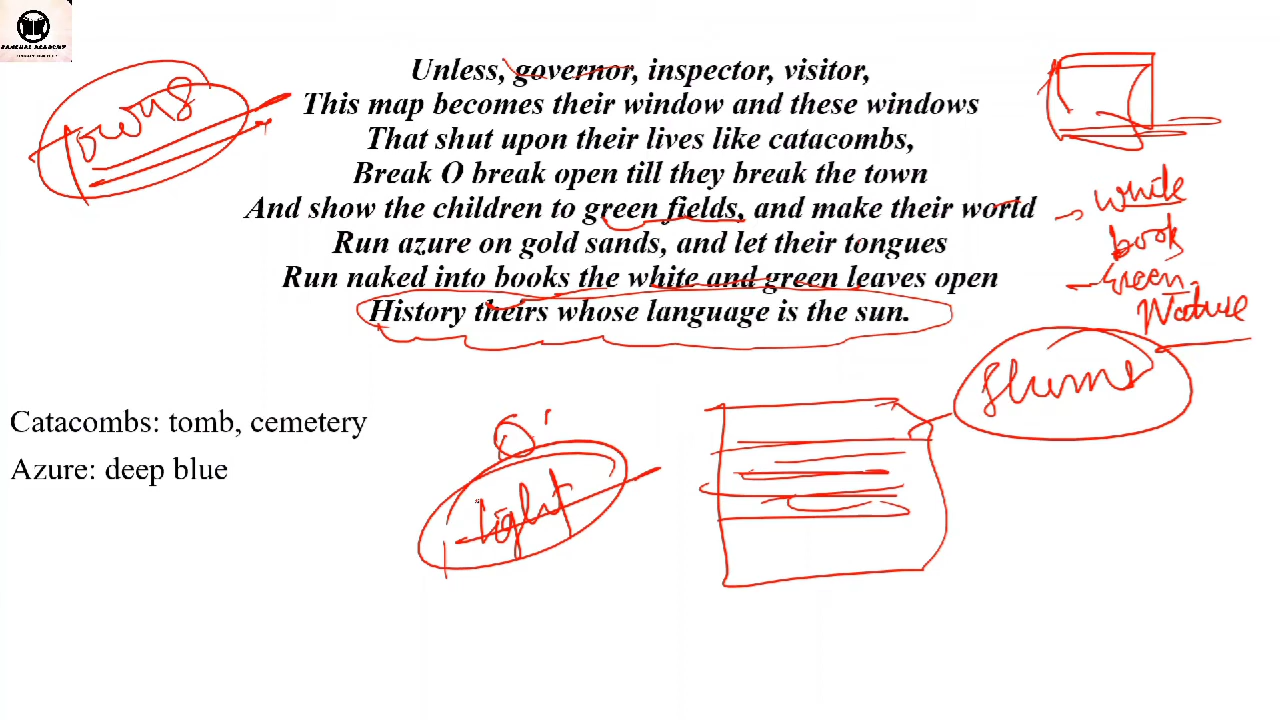 Unless, governor, inspector, visitor,
This map becomes their window and these windows
That shut upon their lives like catacombs,
Break O break open till they break the town
And show the children to green fields, and make their world
Run azure on gold sands, and let their tongues
Run naked into books the white and green leaves open
History theirs whose language is the sun.
towns
white
book
Green
Nature
slums
Catacombs: tomb, cemetery
Azure: deep blue
light